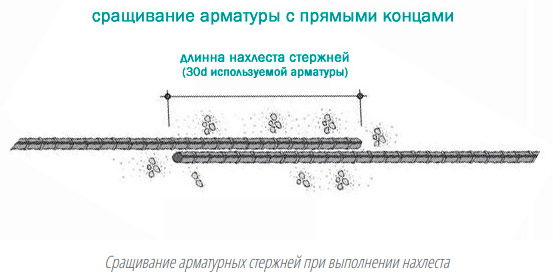 сращивание арматуры с прямыми концами
длинна нахлеста стержней
(30d используемой арматуры)
Сращивание арматурных стержней при выполнении нахлеста